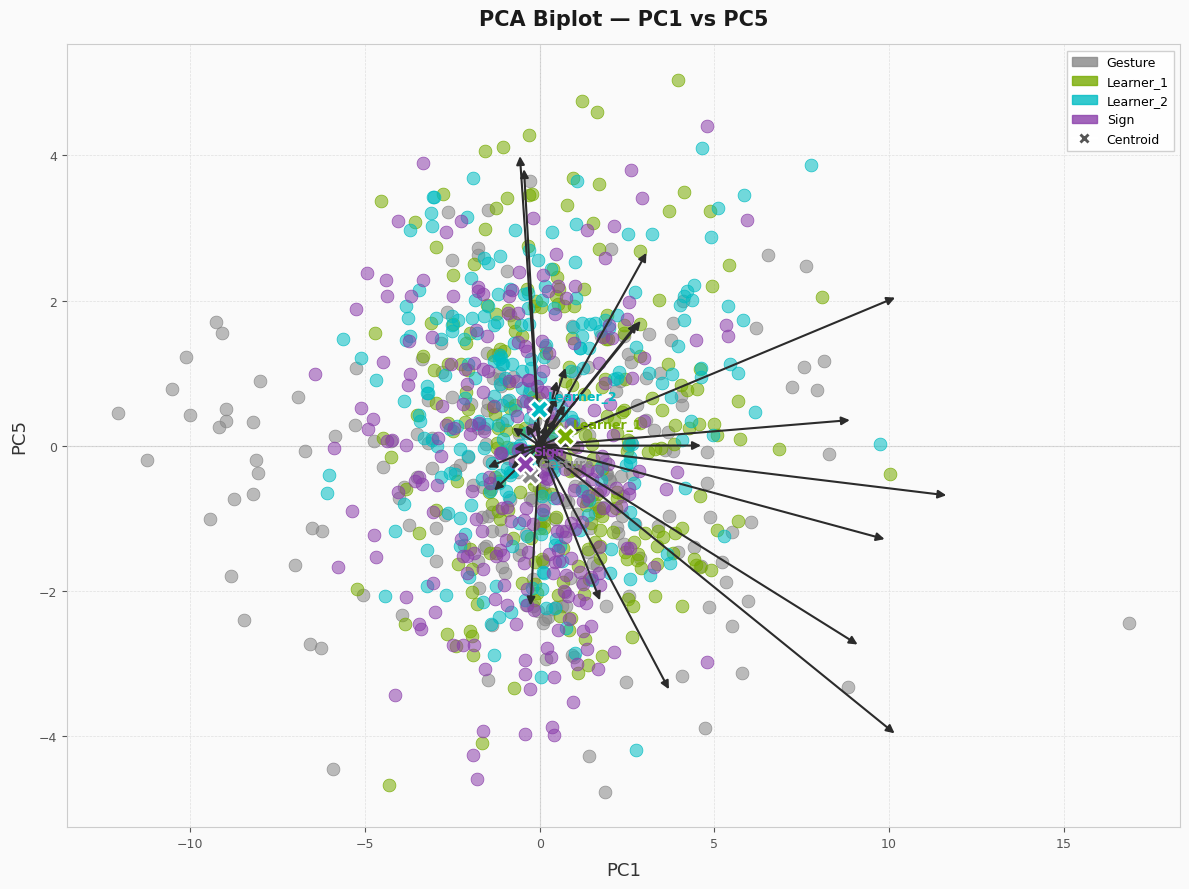 PCA Biplot — PC1 vs PC5
Gesture
Learner_1
Learner_2
Sign
Centroid
PC5
4
2
0
−2
−4
Learner_2
Learner_1
Sign
−10
−5
0
5
10
15
PC1